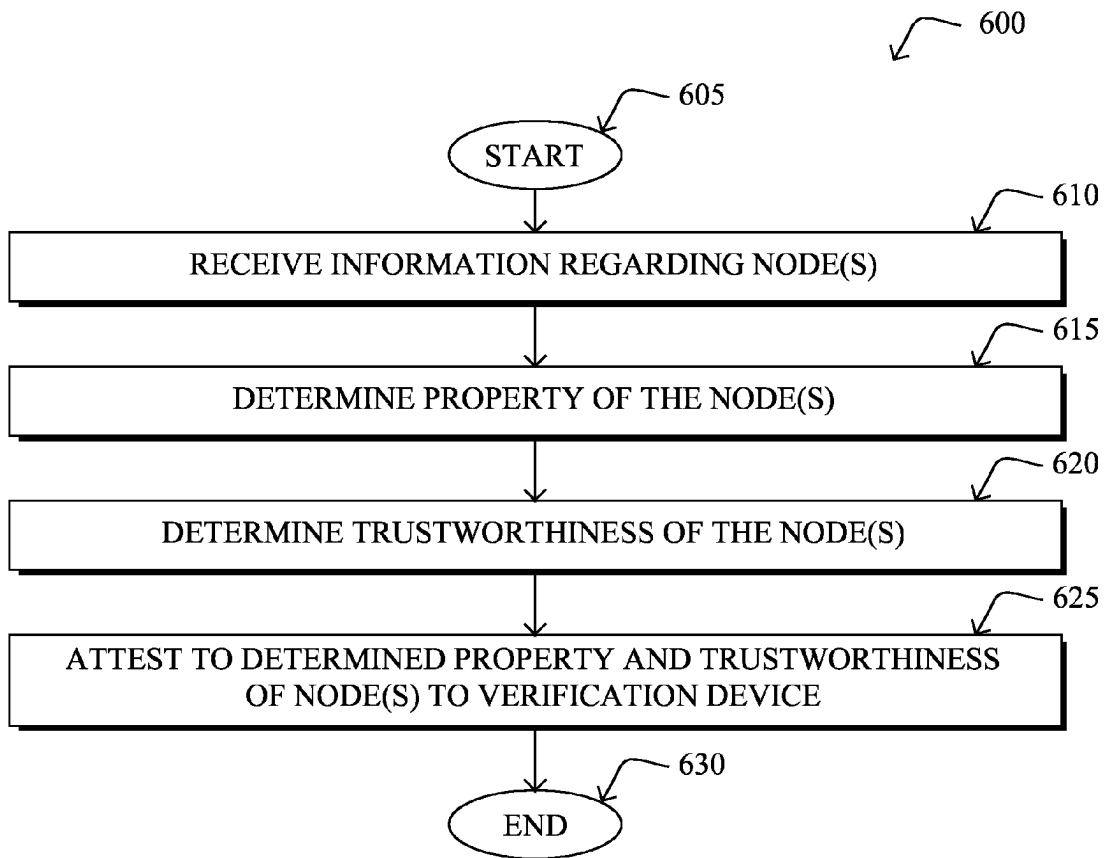 600
605
START
610
RECEIVE INFORMATION REGARDING NODE(S)
615
DETERMINE PROPERTY OF THE NODE(S)
620
DETERMINE TRUSTWORTHINESS OF THE NODE(S)
625
ATTEST TO DETERMINED PROPERTY AND TRUSTWORTHINESS
OF NODE(S) TO VERIFICATION DEVICE
630
END